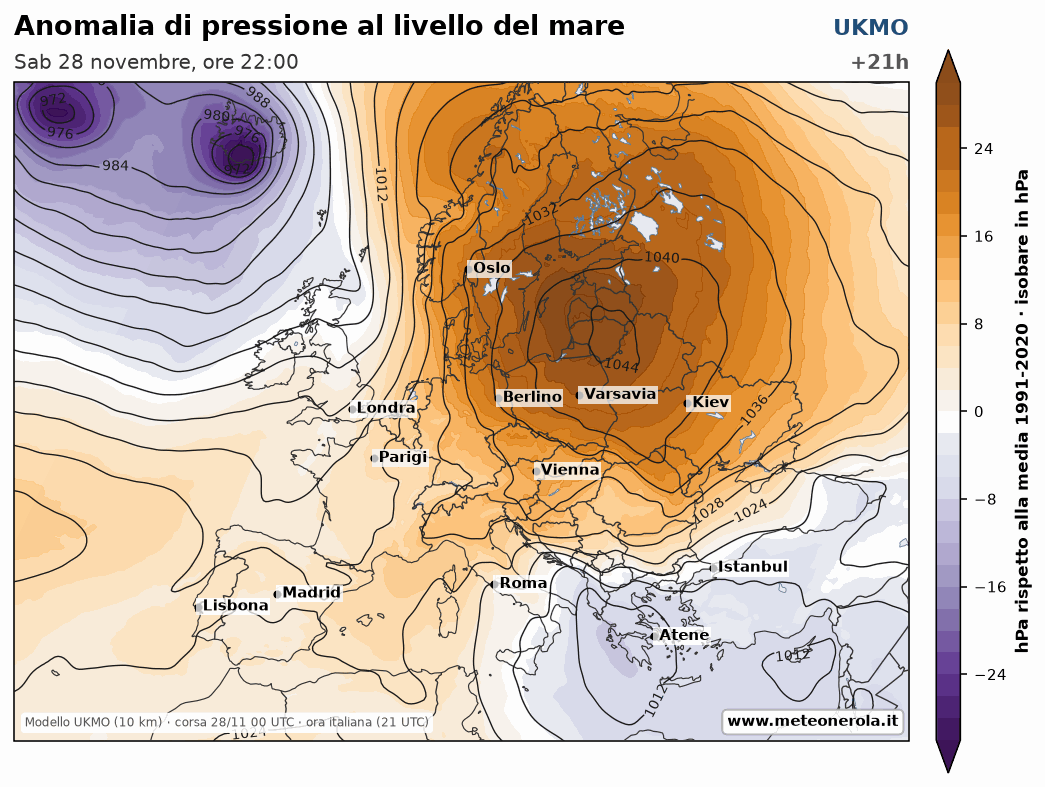 Anomalia di pressione al livello del mare
UKMO
Sab 28 novembre, ore 22:00
+21h
972
976
988
980
976
984
1012
1032
1040
Oslo
1044
Berlino
Varsavia
Kiev
1036
Londra
Parigi
Vienna
1028
1024
Istanbul
Roma
Madrid
Lisbona
Atene
1012
1012
Modello UKMO (10 km) · corsa 28/11 00 UTC · ora italiana (21 UTC)
www.meteonerola.it
24
16
8
0
−8
−16
−24
hPa rispetto alla media 1991-2020 · isobare in hPa